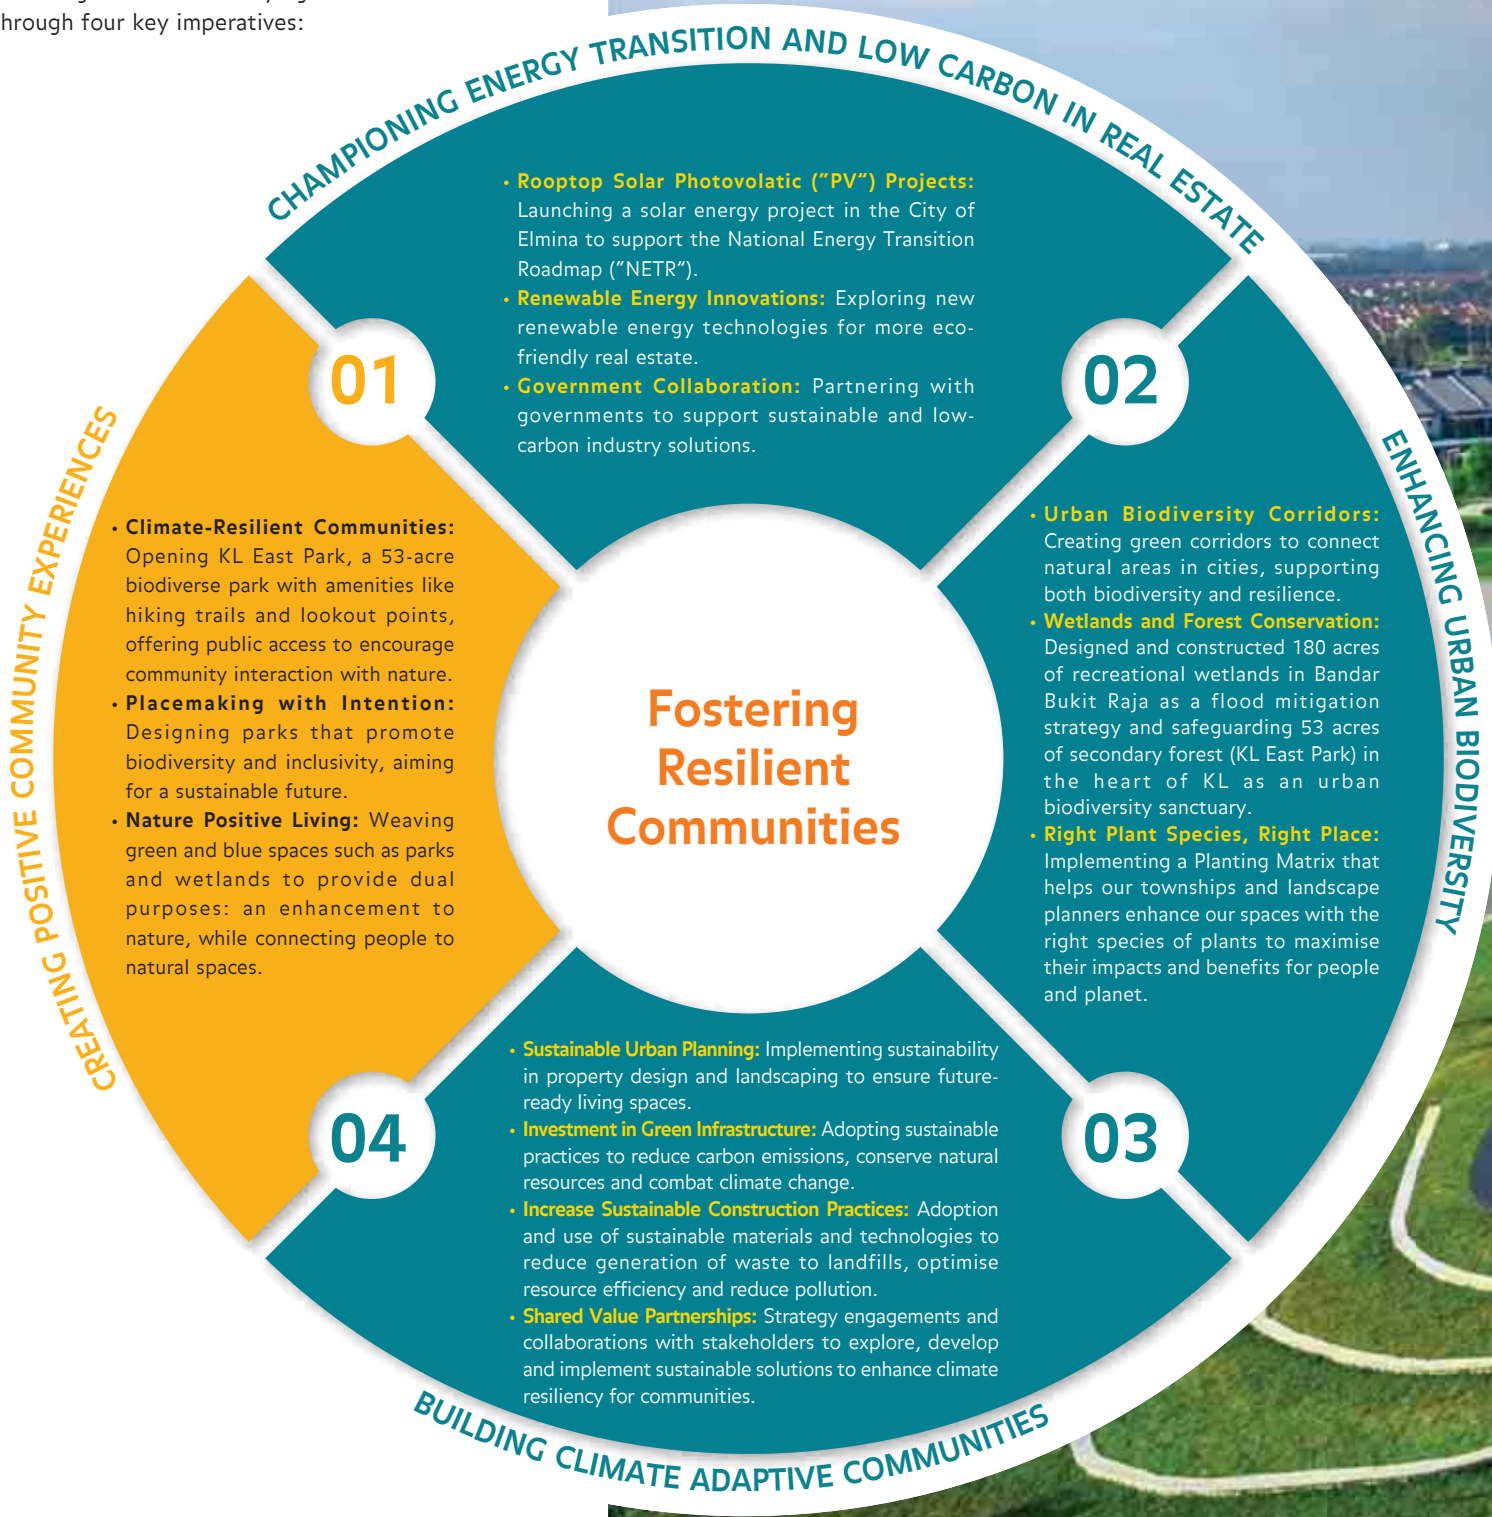 hrough four key imperatives:
CHAMPIONING ENERGY TRANSITION AND LOW CARBON IN REAL ESTATE
• Rooptop Solar Photovolatic ("PV") Projects:
Launching a solar energy project in the City of
Elmina to support the National Energy Transition
Roadmap ("NETR").
• Renewable Energy Innovations: Exploring new
renewable energy technologies for more eco-
friendly real estate.
• Government Collaboration: Partnering with
governments to support sustainable and low-
carbon industry solutions.
01
02
CREATING POSITIVE COMMUNITY EXPERIENCES
• Climate-Resilient Communities:
Opening KL East Park, a 53-acre
biodiverse park with amenities like
hiking trails and lookout points,
offering public access to encourage
community interaction with nature.
• Placemaking with Intention:
Designing parks that promote
biodiversity and inclusivity, aiming
for a sustainable future.
• Nature Positive Living: Weaving
green and blue spaces such as parks
and wetlands to provide dual
purposes: an enhancement to
nature, while connecting people to
natural spaces.
Fostering
Resilient
Communities
ENHANCING URBAN BIODIVERSITY
• Urban Biodiversity Corridors:
Creating green corridors to connect
natural areas in cities, supporting
both biodiversity and resilience.
• Wetlands and Forest Conservation:
Designed and constructed 180 acres
of recreational wetlands in Bandar
Bukit Raja as a flood mitigation
strategy and safeguarding 53 acres
of secondary forest (KL East Park) in
the heart of KL as an urban
biodiversity sanctuary.
• Right Plant Species, Right Place:
Implementing a Planting Matrix that
helps our townships and landscape
planners enhance our spaces with the
right species of plants to maximise
their impacts and benefits for people
and planet.
04
03
• Sustainable Urban Planning: Implementing sustainability
in property design and landscaping to ensure future-
ready living spaces.
• Investment in Green Infrastructure: Adopting sustainable
practices to reduce carbon emissions, conserve natural
resources and combat climate change.
• Increase Sustainable Construction Practices: Adoption
and use of sustainable materials and technologies to
reduce generation of waste to landfills, optimise
resource efficiency and reduce pollution.
• Shared Value Partnerships: Strategy engagements and
collaborations with stakeholders to explore, develop
and implement sustainable solutions to enhance climate
resiliency for communities.
BUILDING CLIMATE ADAPTIVE COMMUNITIES